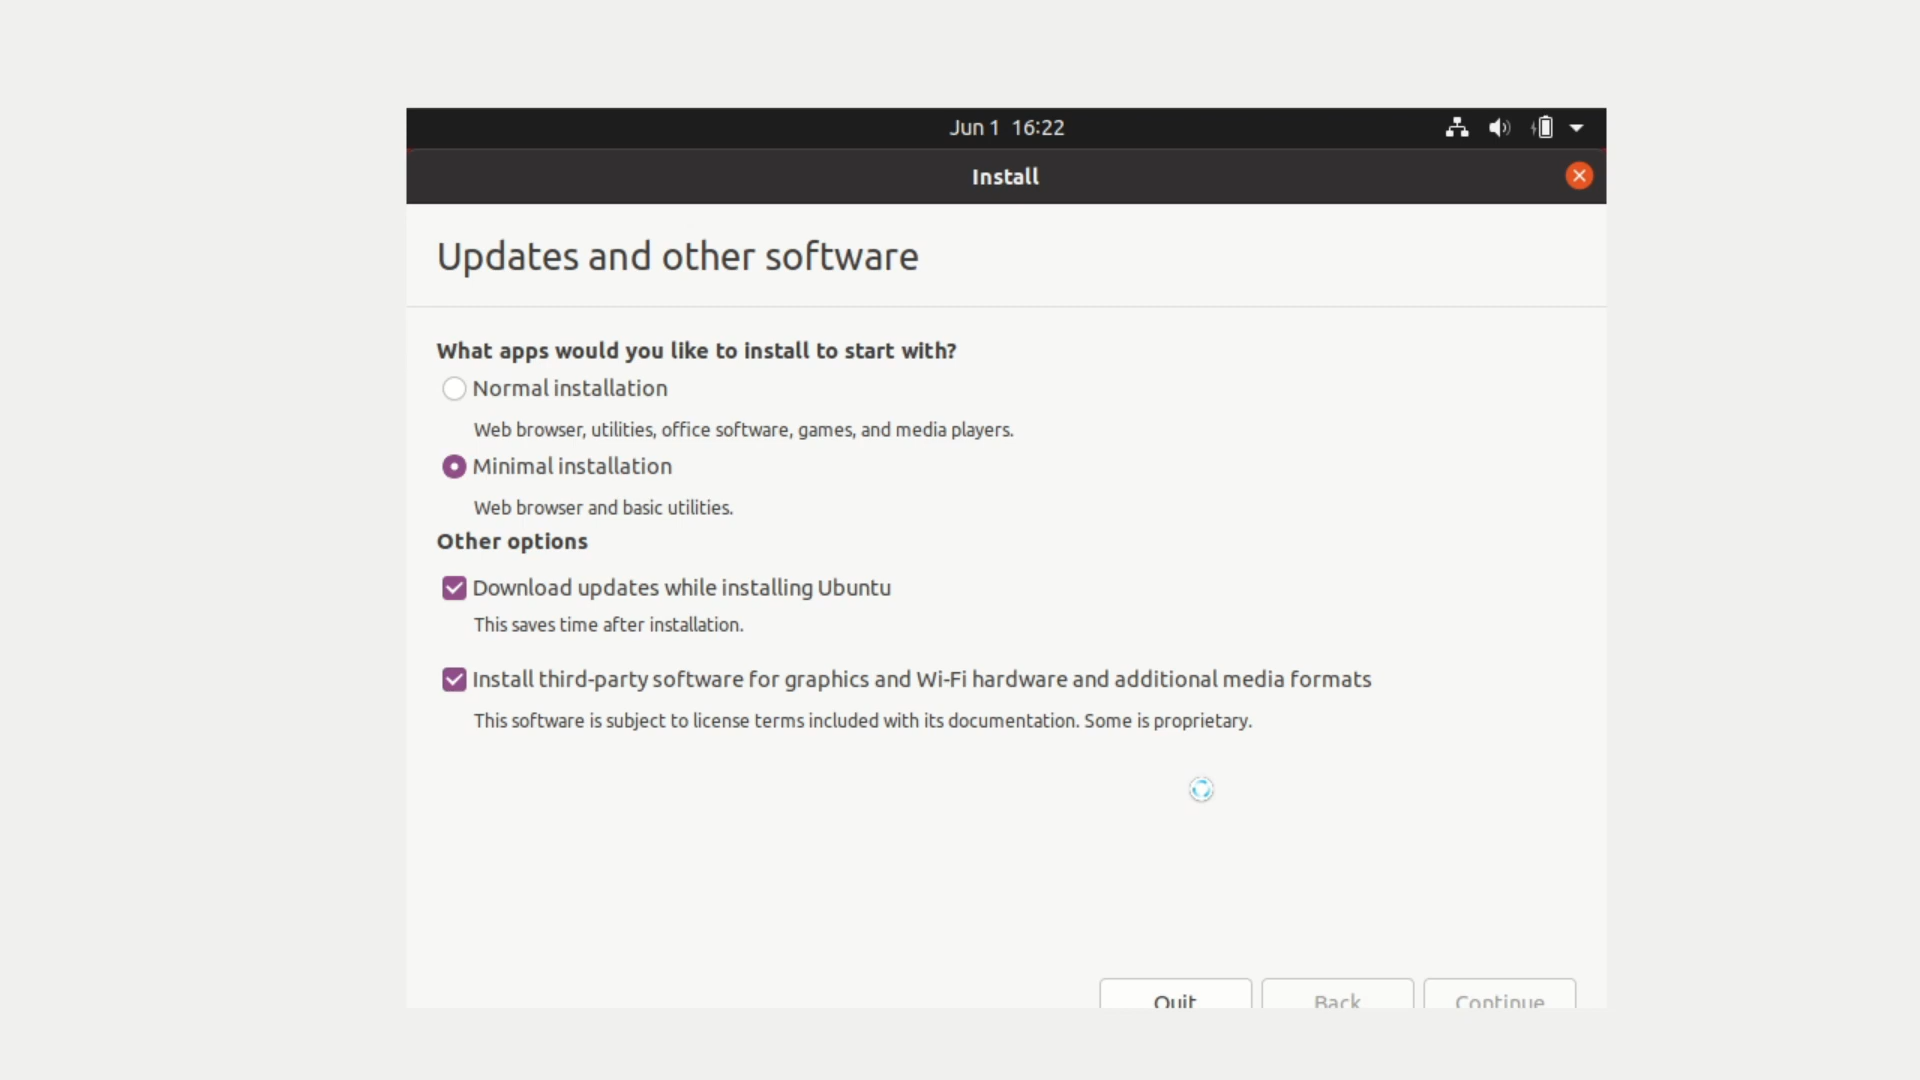 Jun 1 16:22
Install
Updates and other software
What apps would you like to install to start with?
Normal installation
Web browser, utilities, office software, games, and media players.
Minimal installation
Web browser and basic utilities.
Other options
Download updates while installing Ubuntu
This saves time after installation.
Install third-party software for graphics and Wi-Fi hardware and additional media formats
This software is subject to license terms included with its documentation. Some is proprietary.
Quit Back Continue